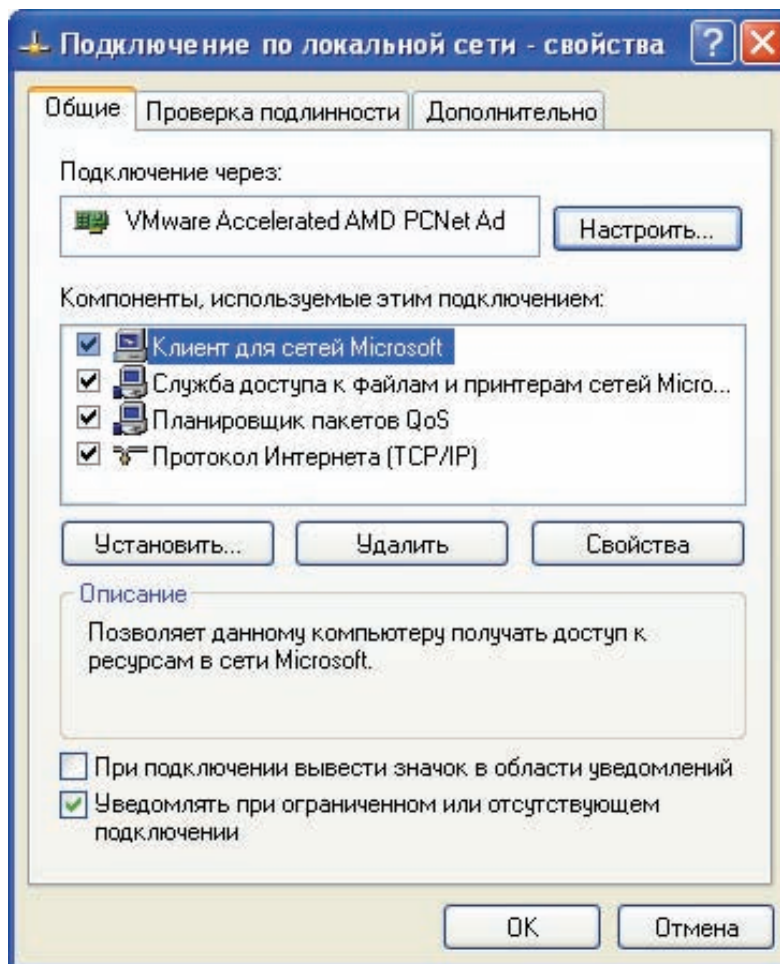 Подключение по локальной сети - свойства
Общие Проверка подлинности Дополнительно
Подключение через:
VMware Accelerated AMD PCNet Ad Настроить...
Компоненты, используемые этим подключением:
Клиент для сетей Microsoft
Служба доступа к файлам и принтерам сетей Micro...
Планировщик пакетов QoS
Протокол Интернета (TCP/IP)
Установить... Удалить Свойства
Описание
Позволяет данному компьютеру получать доступ к
ресурсам в сети Microsoft.
При подключении вывести значок в области уведомлений
Уведомлять при ограниченном или отсутствующем
подключении
OK Отмена